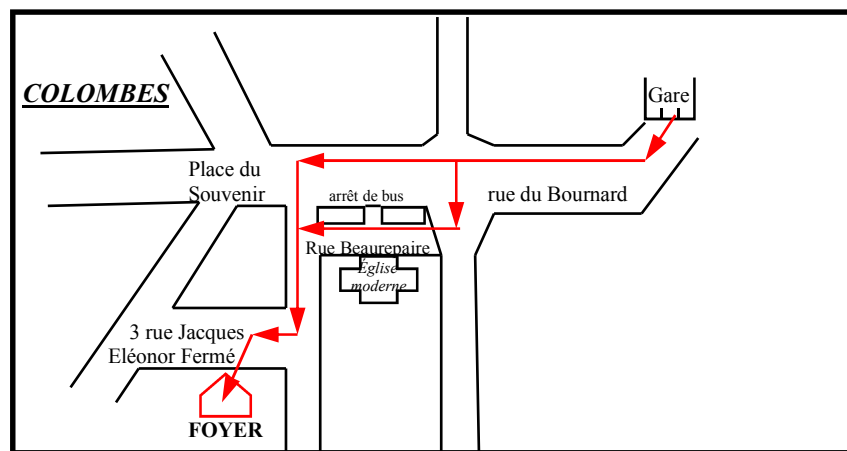 COLOMBES
Gare
Place du
Souvenir
arrêt de bus
rue du Bournard
Rue Beaurepaire
Église
moderne
3 rue Jacques
Eléonor Fermé
FOYER